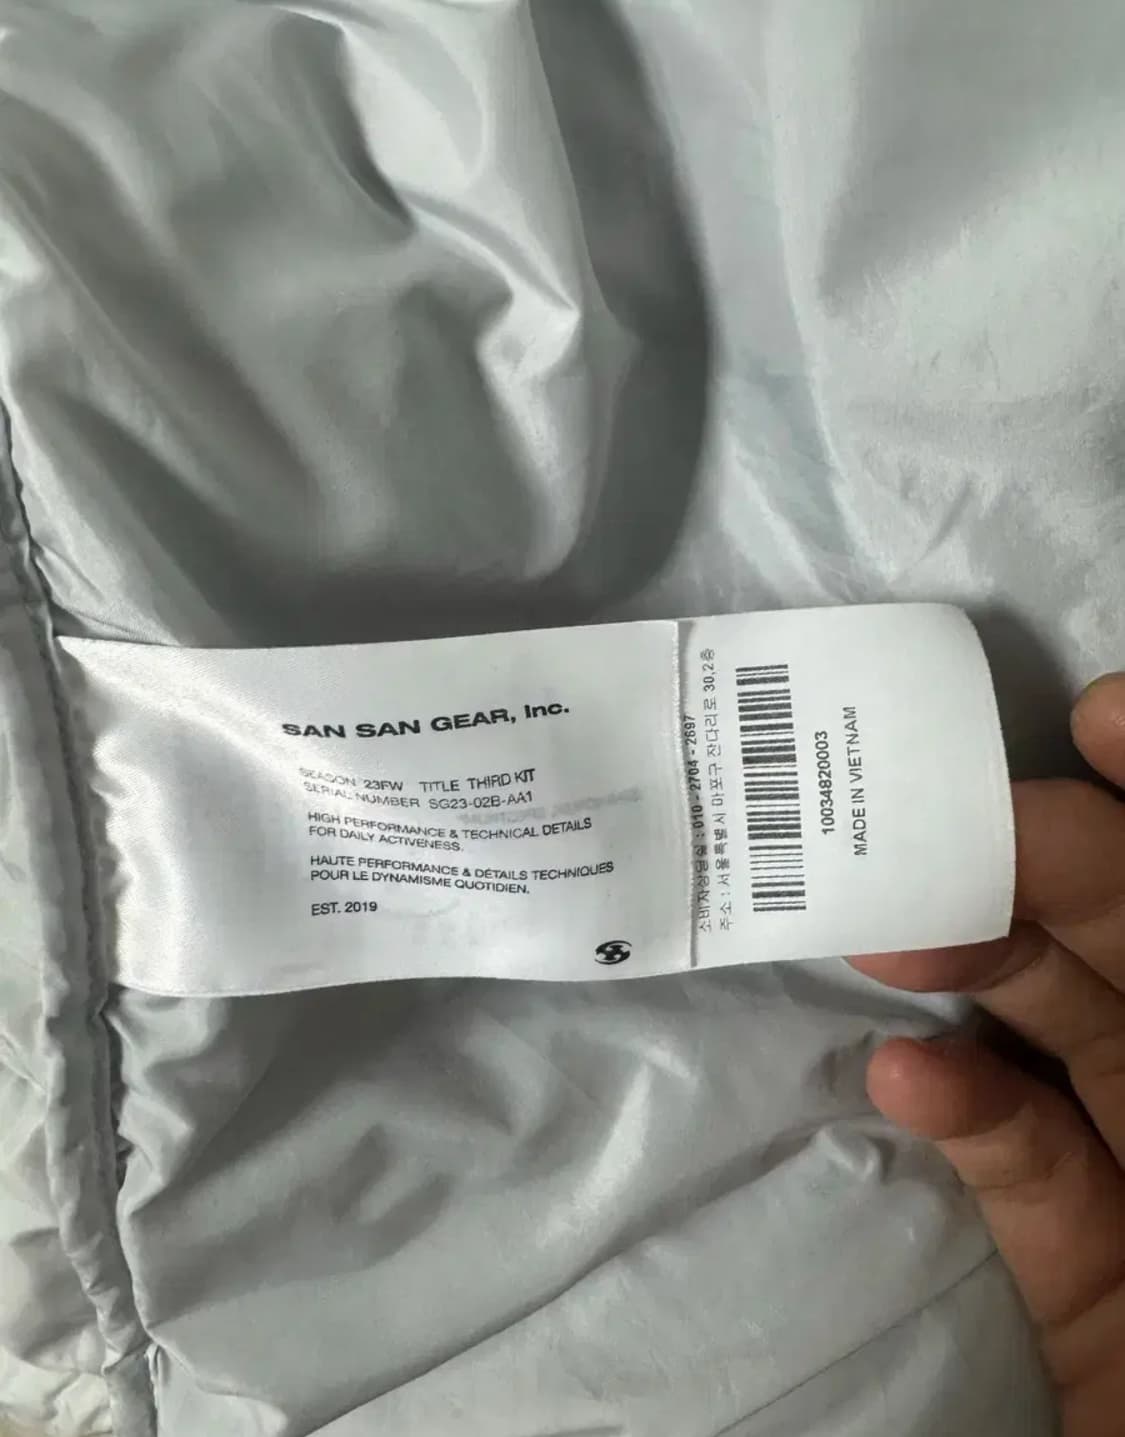 SAN SAN GEAR, Inc.
SEASON 23FW TITLE THIRD KIT
SERIAL NUMBER SG23-02B-AA1
HIGH PERFORMANCE & TECHNICAL DETAILS
FOR DAILY ACTIVENESS.
HAUTE PERFORMANCE & DÉTAILS TECHNIQUES
POUR LE DYNAMISME QUOTIDIEN.
EST. 2019
소비자상담실 : 010 - 2704 - 2697
주소 : 서울특별시 마포구 잔다리로 30,2층
10034820003
MADE IN VIETNAM